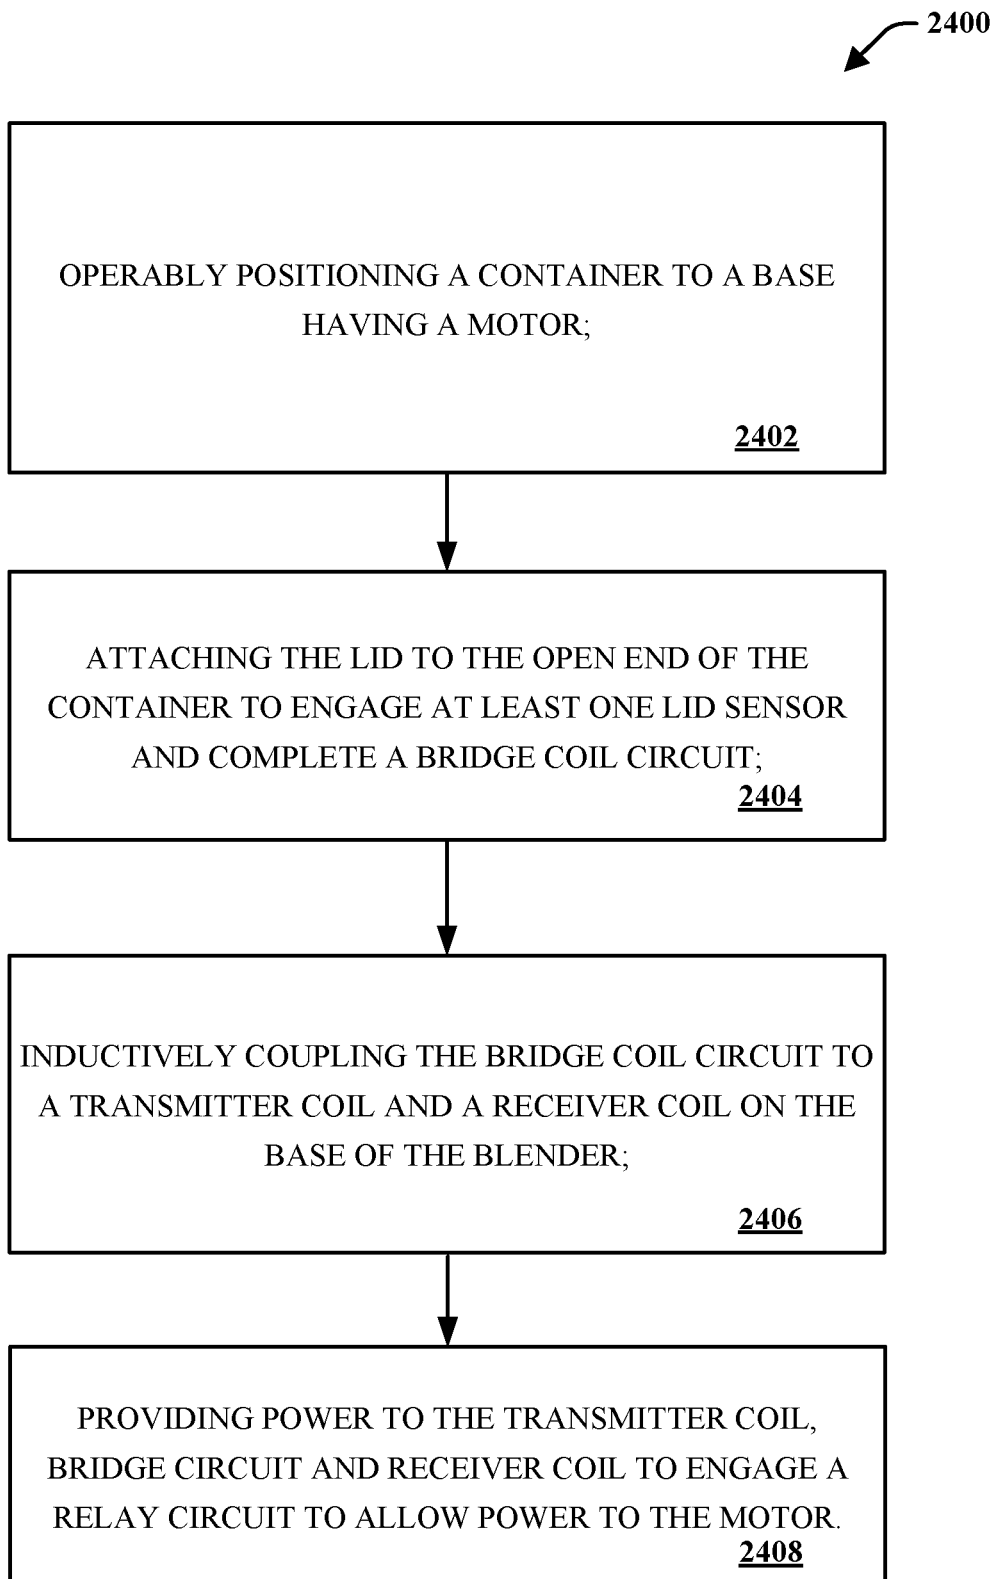 2400
OPERABLY POSITIONING A CONTAINER TO A BASE
HAVING A MOTOR;
2402
ATTACHING THE LID TO THE OPEN END OF THE
CONTAINER TO ENGAGE AT LEAST ONE LID SENSOR
AND COMPLETE A BRIDGE COIL CIRCUIT;
2404
INDUCTIVELY COUPLING THE BRIDGE COIL CIRCUIT TO
A TRANSMITTER COIL AND A RECEIVER COIL ON THE
BASE OF THE BLENDER;
2406
PROVIDING POWER TO THE TRANSMITTER COIL,
BRIDGE CIRCUIT AND RECEIVER COIL TO ENGAGE A
RELAY CIRCUIT TO ALLOW POWER TO THE MOTOR.
2408